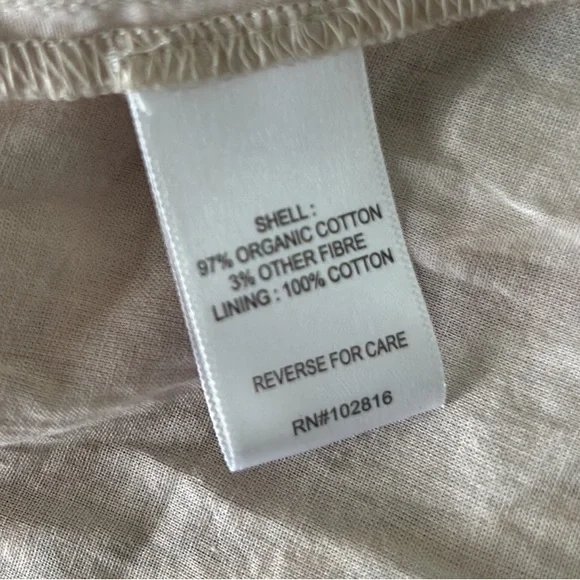 SHELL :
97% ORGANIC COTTON
3% OTHER FIBRE
LINING : 100% COTTON
REVERSE FOR CARE
RN#102816